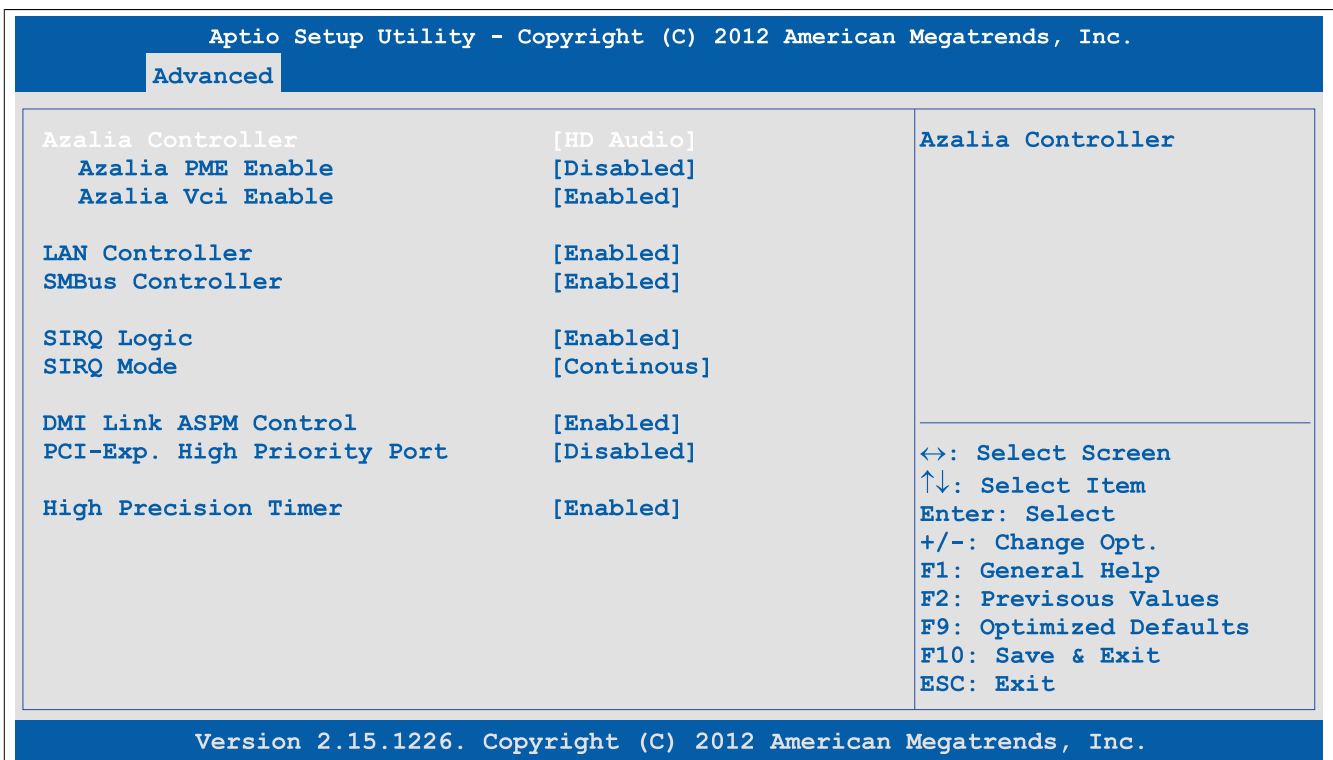 Aptio Setup Utility - Copyright (C) 2012 American Megatrends, Inc.
Advanced
Azalia Controller [HD Audio]
Azalia PME Enable [Disabled]
Azalia Vci Enable [Enabled]
LAN Controller [Enabled]
SMBus Controller [Enabled]
SIRQ Logic [Enabled]
SIRQ Mode [Continous]
DMI Link ASPM Control [Enabled]
PCI-Exp. High Priority Port [Disabled]
High Precision Timer [Enabled]
Azalia Controller
↔: Select Screen
↑↓: Select Item
Enter: Select
+/-: Change Opt.
F1: General Help
F2: Previsous Values
F9: Optimized Defaults
F10: Save & Exit
ESC: Exit
Version 2.15.1226. Copyright (C) 2012 American Megatrends, Inc.